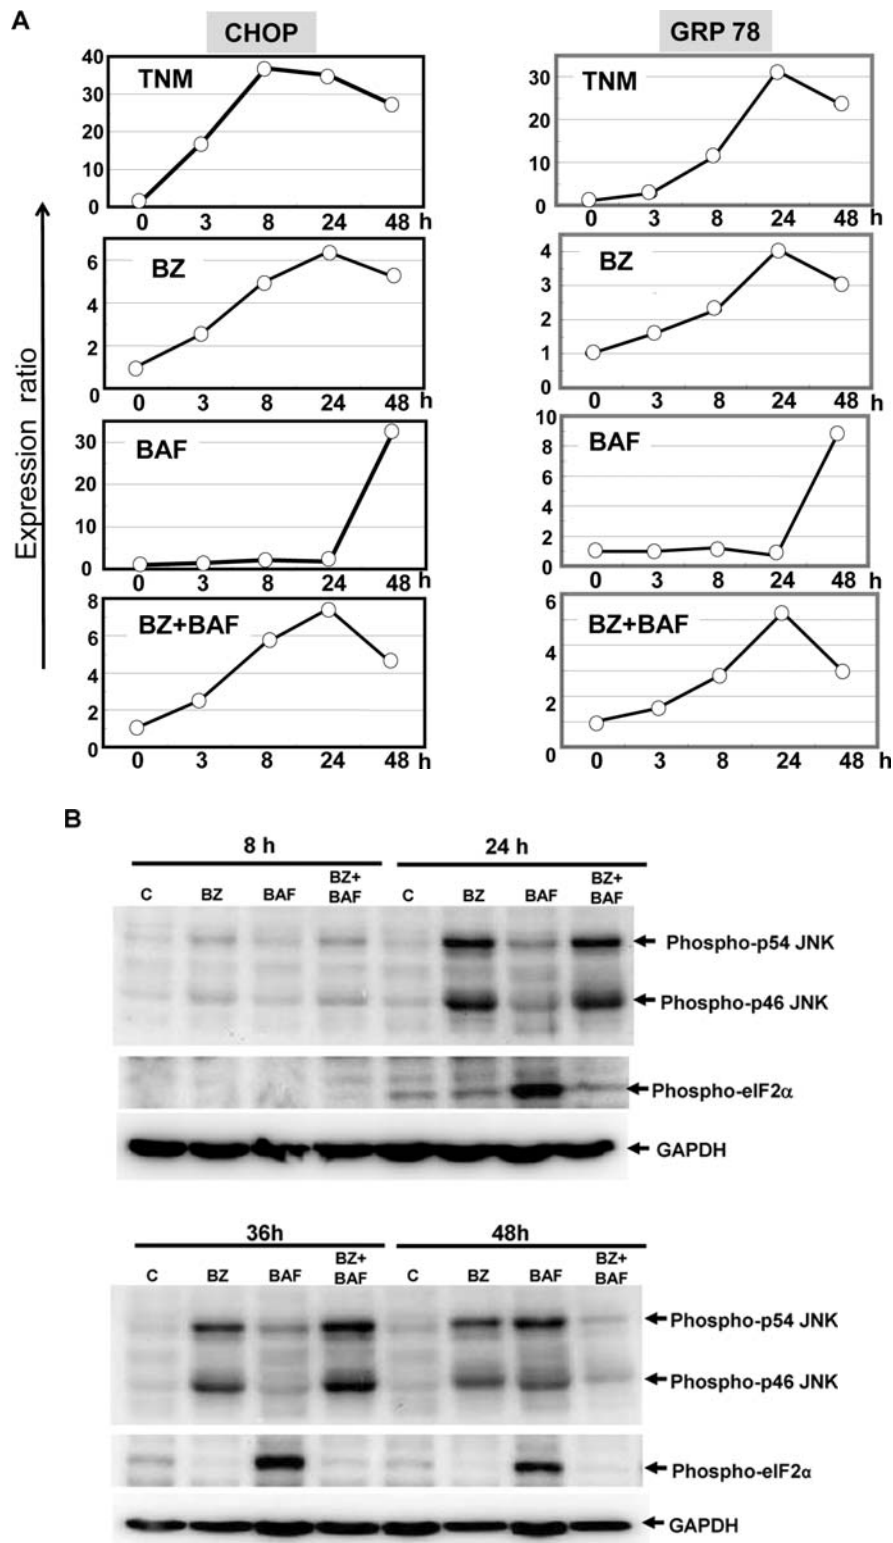 A
CHOP
GRP 78
Expression ratio
TNM
40
30
20
10
0
0 3 8 24 48 h
TNM
30
20
10
0
0 3 8 24 48 h
BZ
6
4
2
0
0 3 8 24 48 h
BZ
4
3
2
1
0
0 3 8 24 48 h
BAF
30
20
10
0
0 3 8 24 48 h
BAF
10
8
6
4
2
0
0 3 8 24 48 h
BZ+BAF
8
6
4
2
0
0 3 8 24 48 h
BZ+BAF
6
4
2
0
0 3 8 24 48 h
B
8 h 24 h
C BZ BAF BZ+ BAF C BZ BAF BZ+ BAF
Phospho-p54 JNK
Phospho-p46 JNK
Phospho-eIF2α
GAPDH
36h 48h
C BZ BAF BZ+ BAF C BZ BAF BZ+ BAF
Phospho-p54 JNK
Phospho-p46 JNK
Phospho-eIF2α
GAPDH